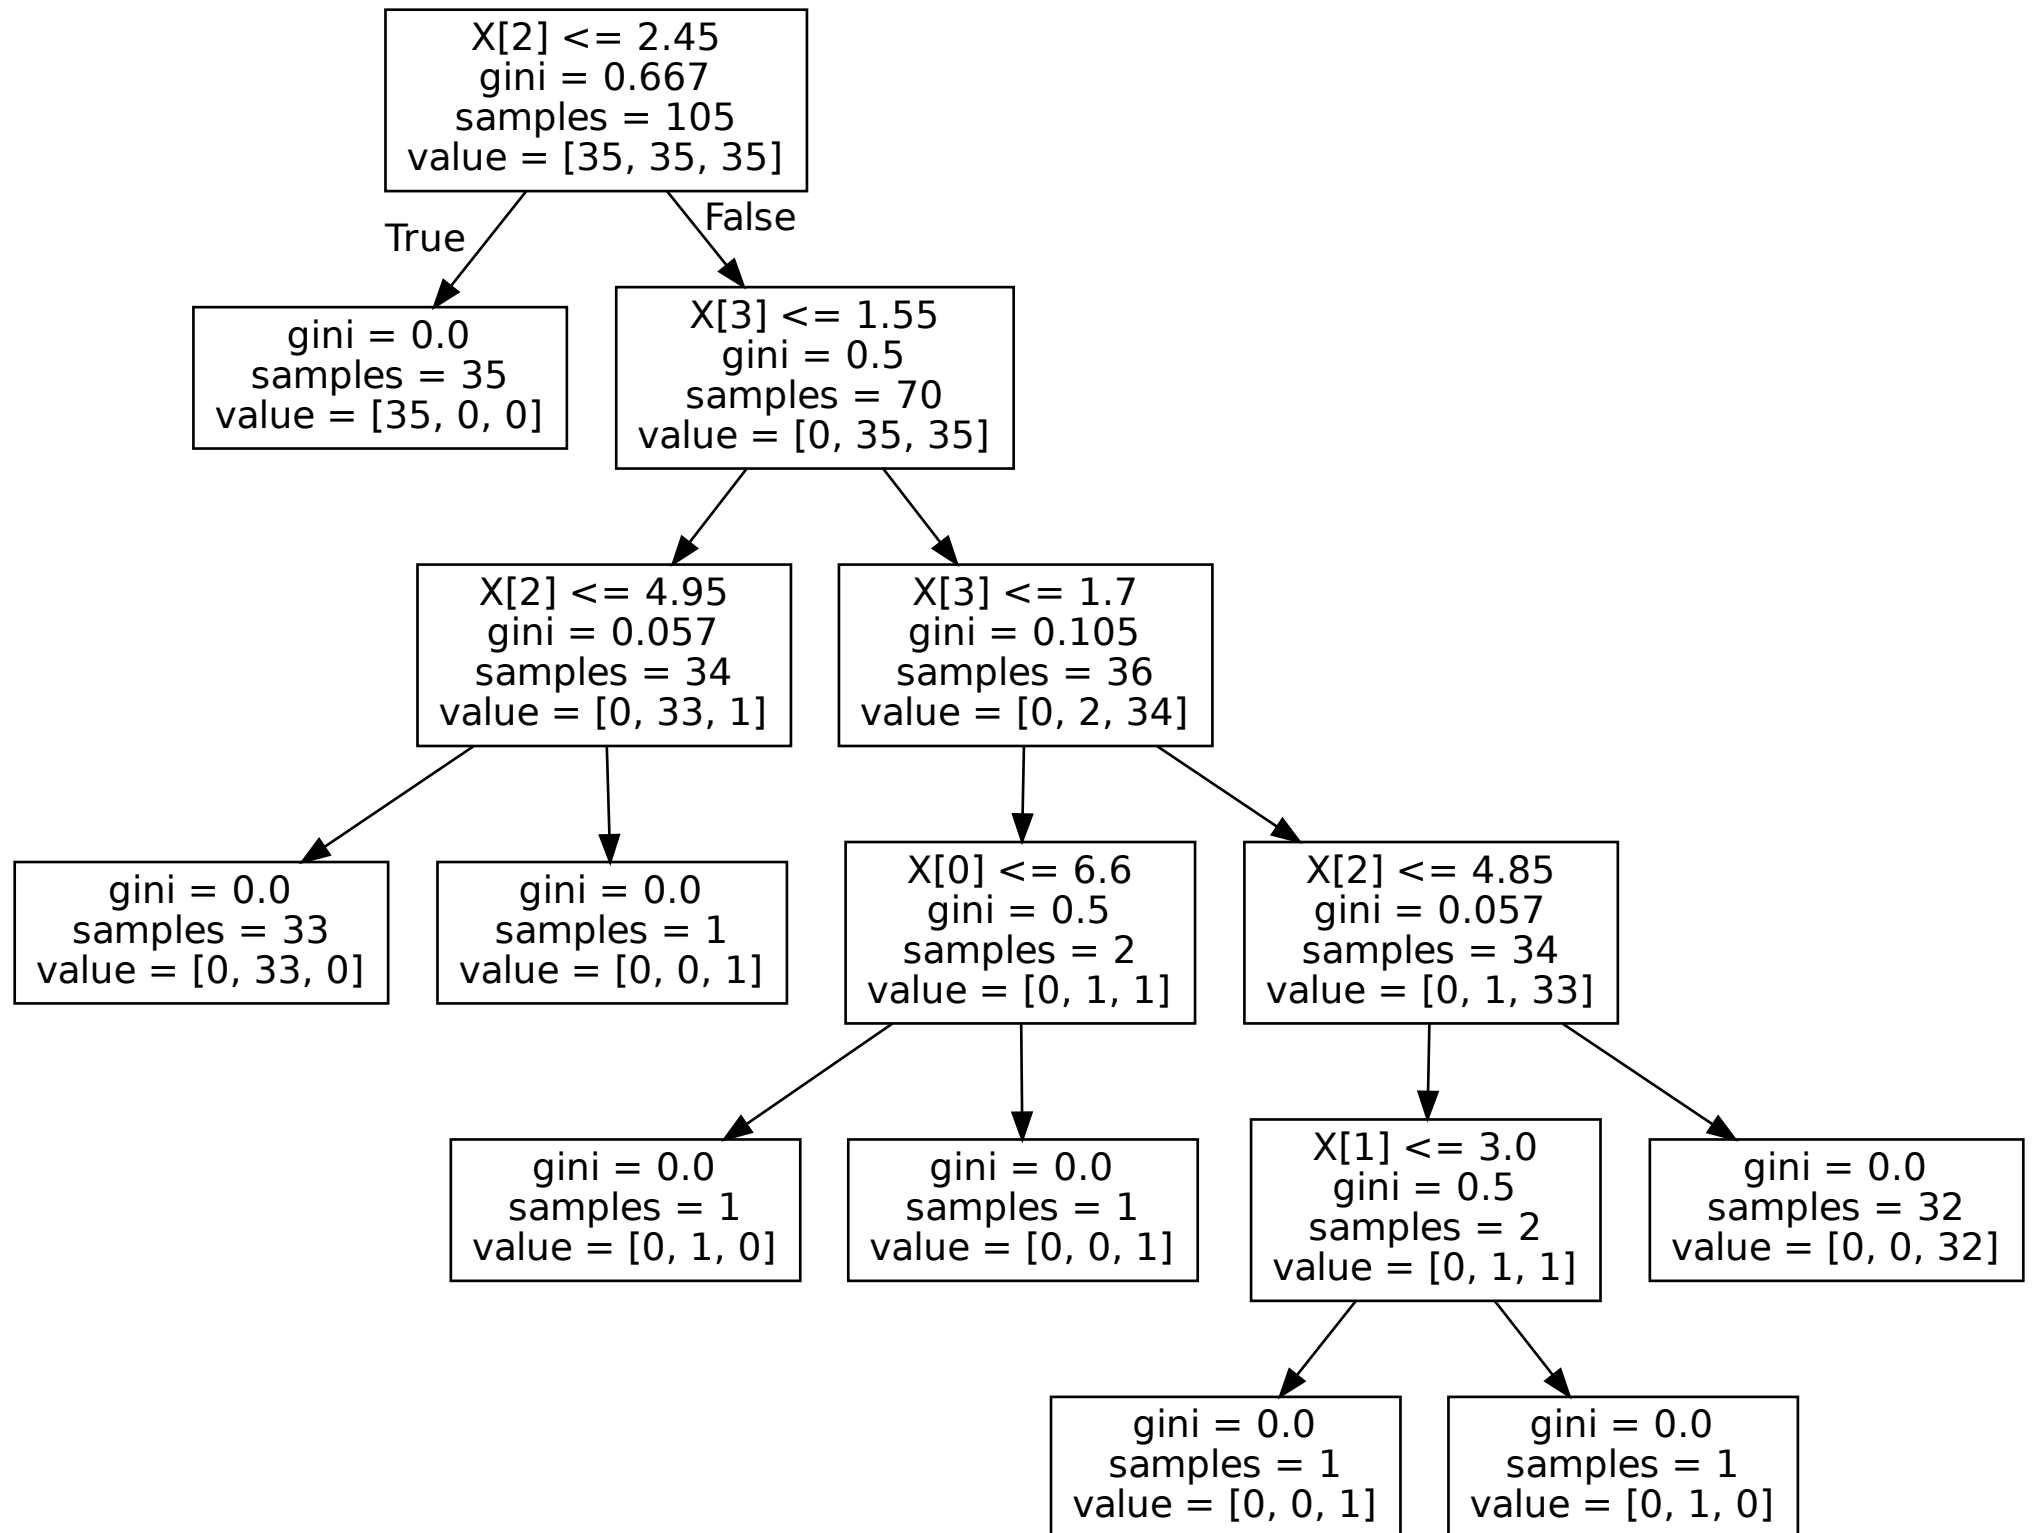 X[2] <= 2.45
gini = 0.667
samples = 105
value = [35, 35, 35]
True
False
gini = 0.0
samples = 35
value = [35, 0, 0]
X[3] <= 1.55
gini = 0.5
samples = 70
value = [0, 35, 35]
X[2] <= 4.95
gini = 0.057
samples = 34
value = [0, 33, 1]
X[3] <= 1.7
gini = 0.105
samples = 36
value = [0, 2, 34]
gini = 0.0
samples = 33
value = [0, 33, 0]
gini = 0.0
samples = 1
value = [0, 0, 1]
X[0] <= 6.6
gini = 0.5
samples = 2
value = [0, 1, 1]
X[2] <= 4.85
gini = 0.057
samples = 34
value = [0, 1, 33]
gini = 0.0
samples = 1
value = [0, 1, 0]
gini = 0.0
samples = 1
value = [0, 0, 1]
X[1] <= 3.0
gini = 0.5
samples = 2
value = [0, 1, 1]
gini = 0.0
samples = 32
value = [0, 0, 32]
gini = 0.0
samples = 1
value = [0, 0, 1]
gini = 0.0
samples = 1
value = [0, 1, 0]